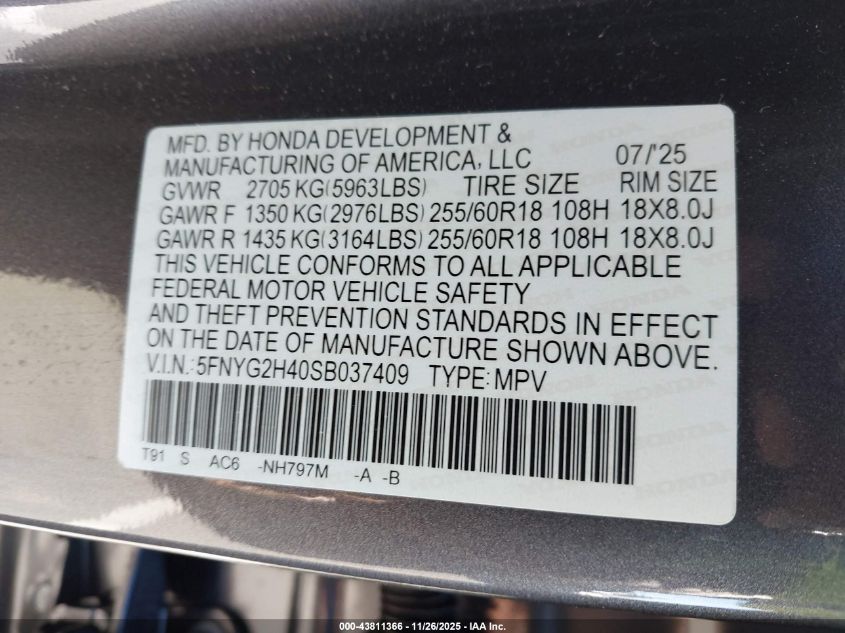 MFD. BY HONDA DEVELOPMENT &
MANUFACTURING OF AMERICA, LLC 07/'25
GVWR 2705 KG(5963LBS) TIRE SIZE RIM SIZE
GAWR F 1350 KG(2976LBS) 255/60R18 108H 18X8.0J
GAWR R 1435 KG(3164LBS) 255/60R18 108H 18X8.0J
THIS VEHICLE CONFORMS TO ALL APPLICABLE
FEDERAL MOTOR VEHICLE SAFETY
AND THEFT PREVENTION STANDARDS IN EFFECT
ON THE DATE OF MANUFACTURE SHOWN ABOVE.
V.I.N.: 5FNYG2H40SB037409 TYPE: MPV
T91 S AC6 -NH797M -A -B
000-43811366 - 11/26/2025 - IAA Inc.